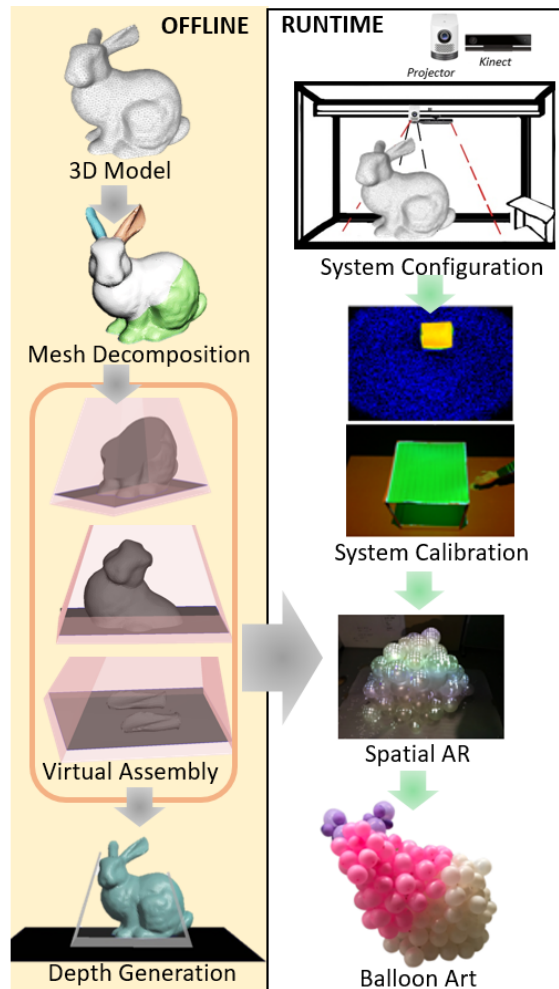 OFFLINE
3D Model
Mesh Decomposition
Virtual Assembly
Depth Generation
RUNTIME
Projector
Kinect
System Configuration
System Calibration
Spatial AR
Balloon Art